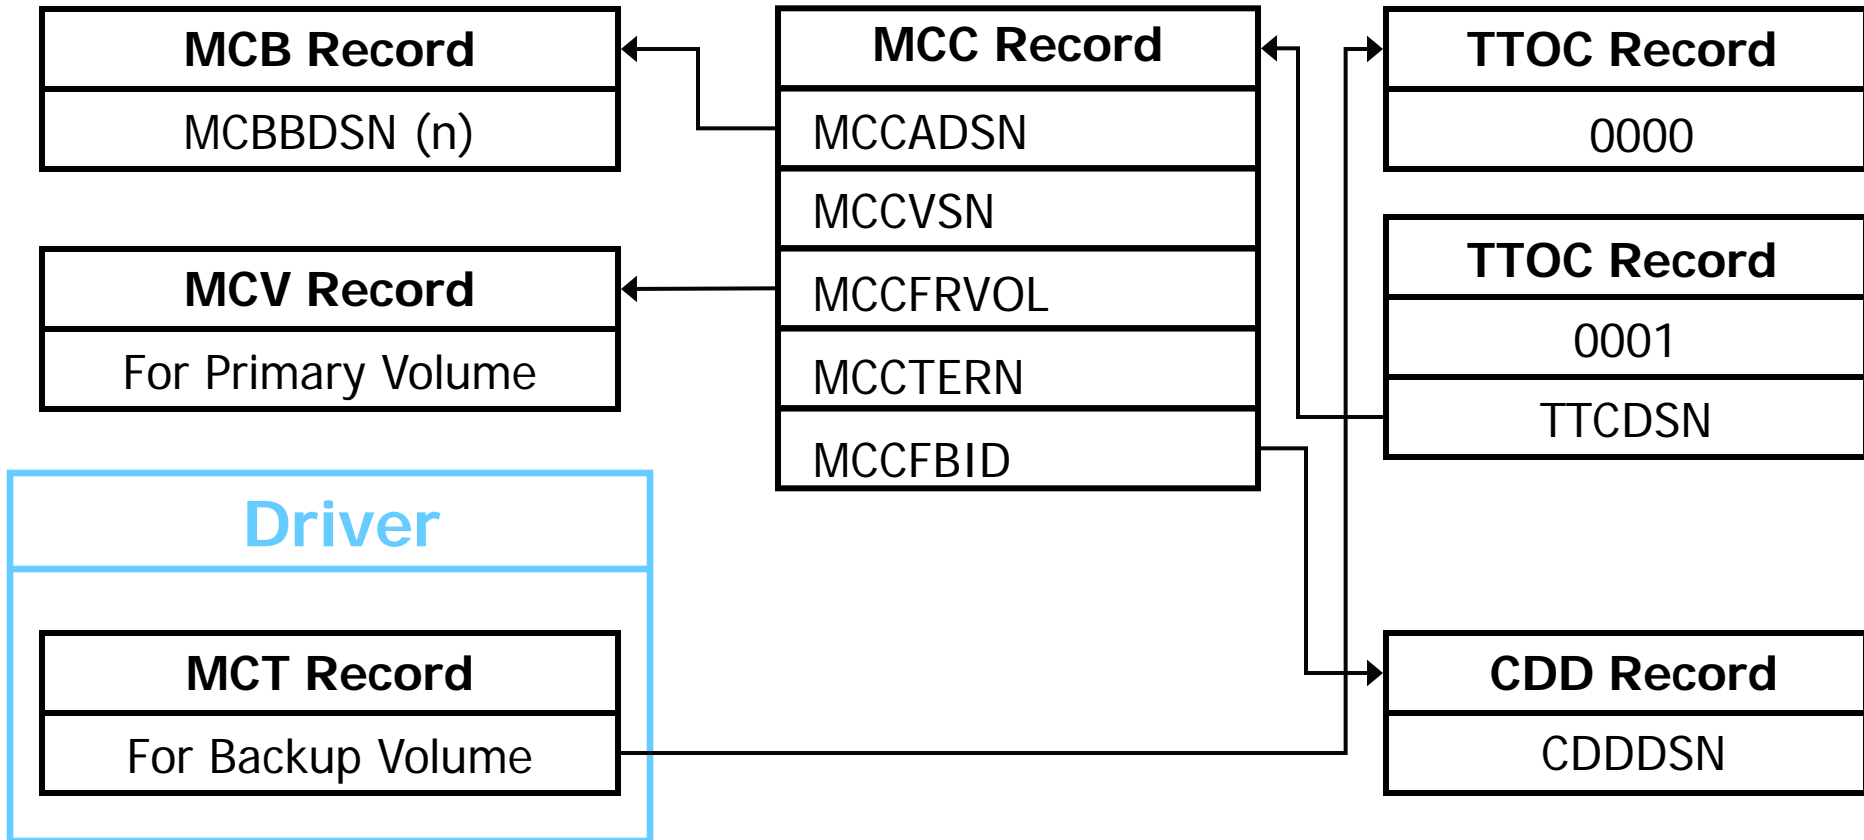 MCB Record
MCBBDSN (n)
MCV Record
For Primary Volume
Driver
MCT Record
For Backup Volume
MCC Record
MCCADSN
MCCVSN
MCCFRVOL
MCCTERN
MCCFBID
TTOC Record
0000
TTOC Record
0001
TTCDSN
CDD Record
CDDDSN